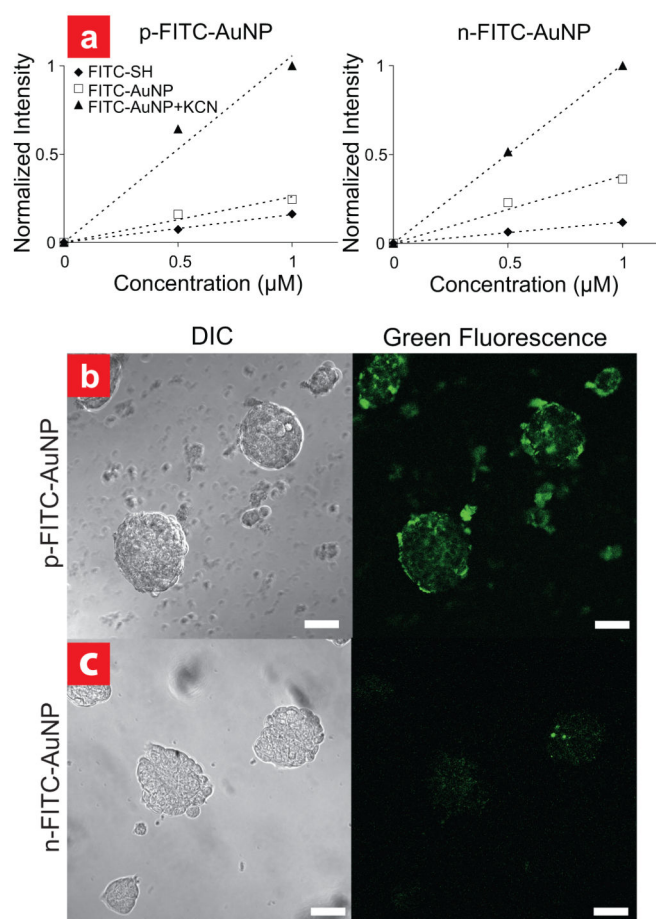 a
p-FITC-AuNP
n-FITC-AuNP
Normalized Intensity
1
0.5
0
FITC-SH
FITC-AuNP
FITC-AuNP+KCN
0
0.5
1
Concentration (µM)
Normalized Intensity
1
0.5
0
0
0.5
1
Concentration (µM)
DIC
Green Fluorescence
b
p-FITC-AuNP
c
n-FITC-AuNP